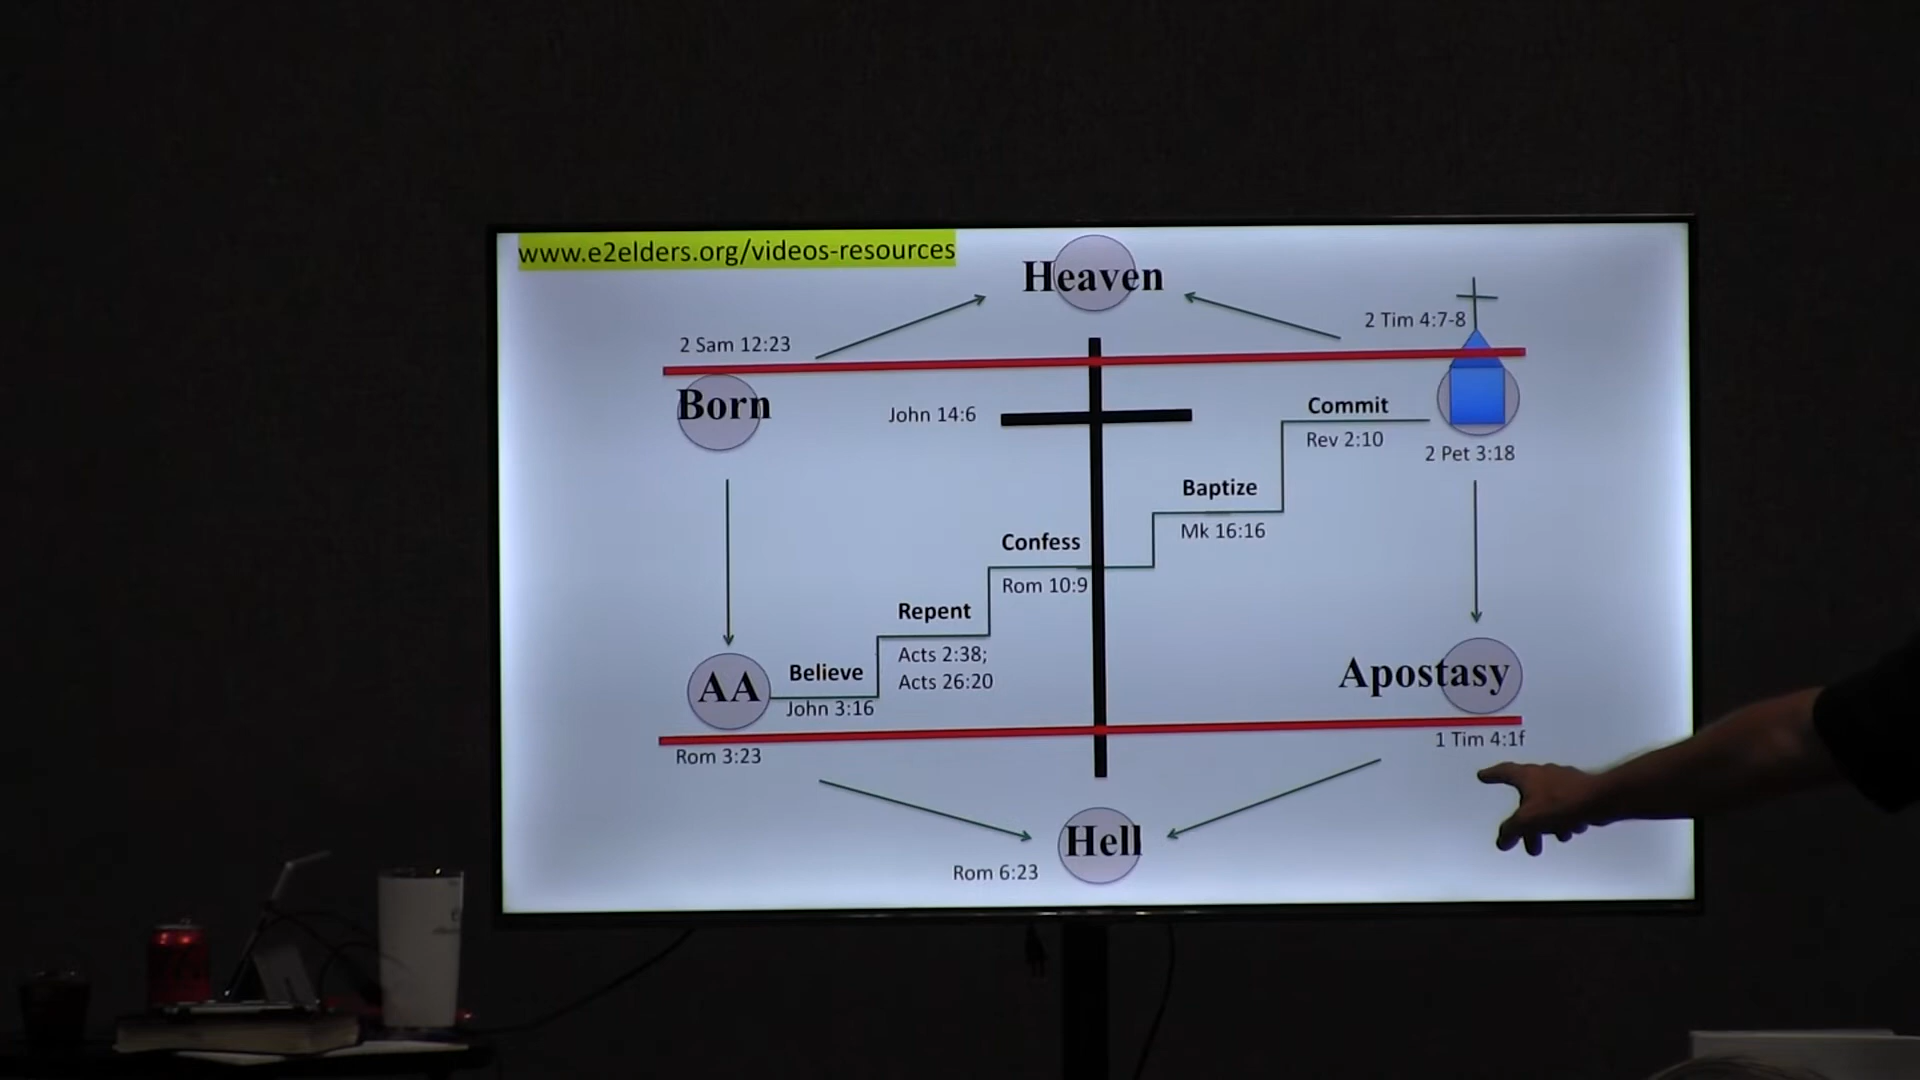 www.e2elders.org/videos-resources
Heaven
2 Tim 4:7-8
2 Sam 12:23
Born
John 14:6
Commit
Rev 2:10
2 Pet 3:18
Baptize
Mk 16:16
Confess
Rom 10:9
Repent
Acts 2:38;
Acts 26:20
AA
Believe
John 3:16
Apostasy
Rom 3:23
1 Tim 4:1f
Hell
Rom 6:23